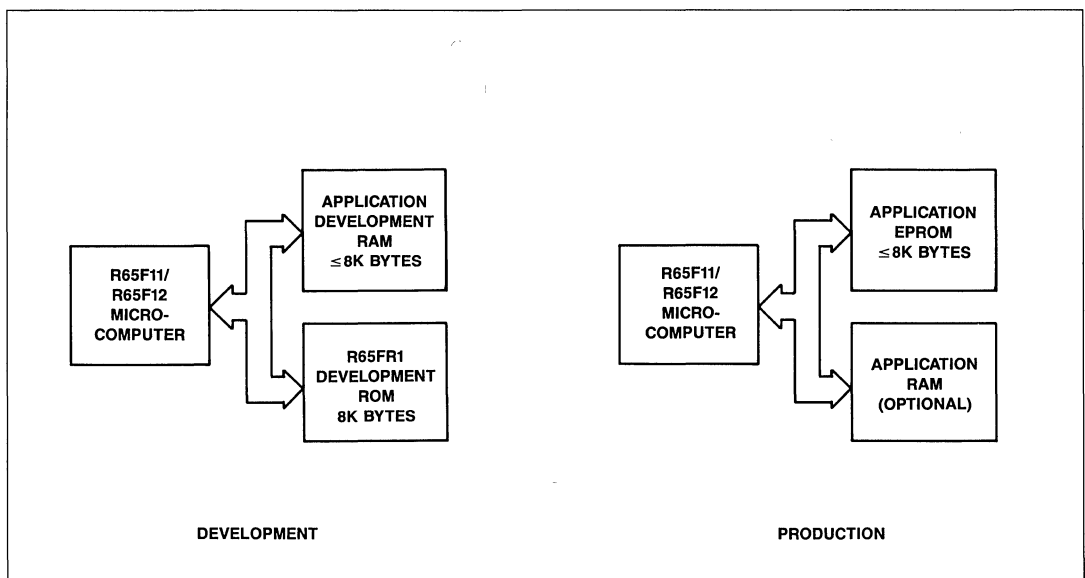 APPLICATION
DEVELOPMENT
RAM
≤8K BYTES
R65F11/
R65F12
MICRO-
COMPUTER
R65FR1
DEVELOPMENT
ROM
8K BYTES
DEVELOPMENT
APPLICATION
EPROM
≤8K BYTES
R65F11/
R65F12
MICRO-
COMPUTER
APPLICATION
RAM
(OPTIONAL)
PRODUCTION